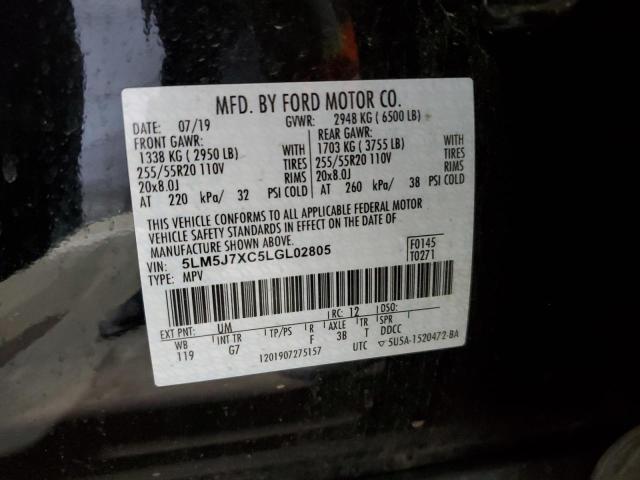 MFD. BY FORD MOTOR CO.
DATE: 07/19 GVWR: 2948 KG ( 6500 LB)
FRONT GAWR: REAR GAWR:
1338 KG ( 2950 LB) WITH 1703 KG ( 3755 LB) WITH
255/55R20 110V TIRES 255/55R20 110V TIRES
20x8.0J RIMS 20x8.0J RIMS
AT 220 kPa/ 32 PSI COLD AT 260 kPa/ 38 PSI COLD
THIS VEHICLE CONFORMS TO ALL APPLICABLE FEDERAL MOTOR
VEHICLE SAFETY STANDARDS IN EFFECT ON THE DATE OF
MANUFACTURE SHOWN ABOVE.
VIN: 5LM5J7XC5LGL02805 F0145
TYPE: MPV T0271
EXT PNT: UM RC: 12 DSO:
WB INT TR TP/PS R AXLE TR SPR
119 G7 F 3B T DDCC
1201907275157 UTC ▽ 5U5A-1520472-BA